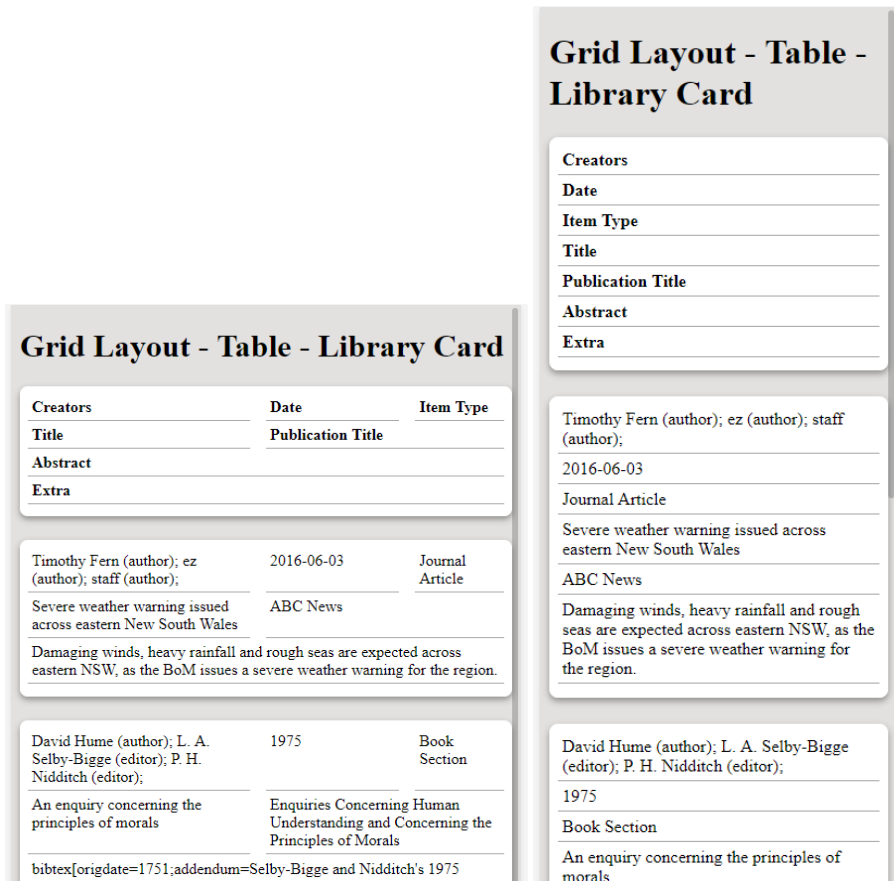 Grid Layout - Table - Library Card
Creators Date Item Type
Title Publication Title
Abstract
Extra
Timothy Fern (author); ez 2016-06-03 Journal
(author); staff (author); Article
Severe weather warning issued ABC News
across eastern New South Wales
Damaging winds, heavy rainfall and rough seas are expected across
eastern NSW, as the BoM issues a severe weather warning for the region.
David Hume (author); L. A. 1975 Book
Selby-Bigge (editor); P. H. Section
Nidditch (editor);
An enquiry concerning the Enquiries Concerning Human
principles of morals Understanding and Concerning the
Principles of Morals
bibtex[origdate=1751;addendum=Selby-Bigge and Nidditch's 1975
Grid Layout - Table -
Library Card
Creators
Date
Item Type
Title
Publication Title
Abstract
Extra
Timothy Fern (author); ez (author); staff
(author);
2016-06-03
Journal Article
Severe weather warning issued across
eastern New South Wales
ABC News
Damaging winds, heavy rainfall and rough
seas are expected across eastern NSW, as the
BoM issues a severe weather warning for
the region.
David Hume (author); L. A. Selby-Bigge
(editor); P. H. Nidditch (editor);
1975
Book Section
An enquiry concerning the principles of
morals